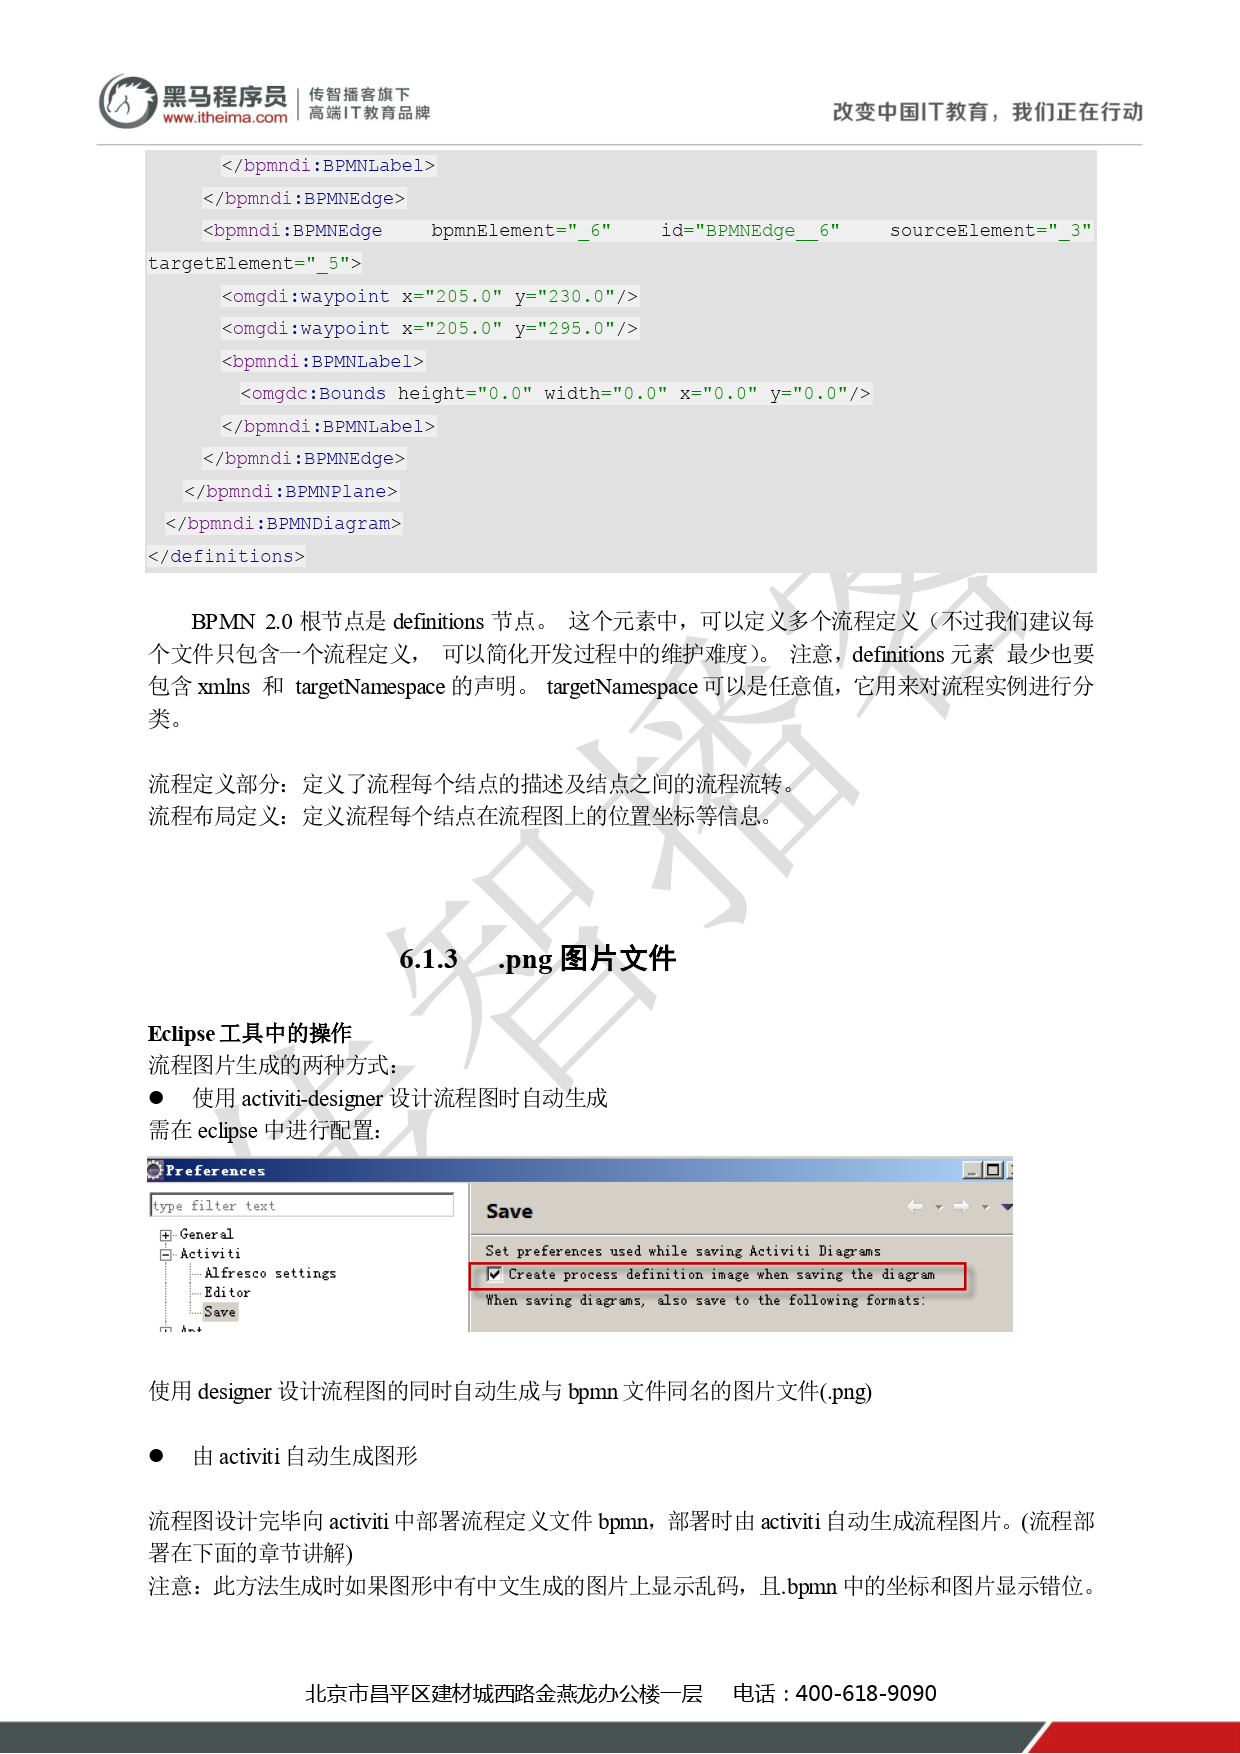 黑马程序员
www.itheima.com
传智播客旗下
高端IT教育品牌
改变中国IT教育，我们正在行动
</bpmndi:BPMNLabel>
</bpmndi:BPMNEdge>
<bpmndi:BPMNEdge bpmnElement="_6" id="BPMNEdge__6" sourceElement="_3"
targetElement="_5">
<omgdi:waypoint x="205.0" y="230.0"/>
<omgdi:waypoint x="205.0" y="295.0"/>
<bpmndi:BPMNLabel>
<omgdc:Bounds height="0.0" width="0.0" x="0.0" y="0.0"/>
</bpmndi:BPMNLabel>
</bpmndi:BPMNEdge>
</bpmndi:BPMNPlane>
</bpmndi:BPMNDiagram>
</definitions>
BPMN 2.0 根节点是 definitions 节点。 这个元素中，可以定义多个流程定义（不过我们建议每
个文件只包含一个流程定义， 可以简化开发过程中的维护难度）。 注意，definitions 元素 最少也要
包含 xmlns 和 targetNamespace 的声明。 targetNamespace 可以是任意值，它用来对流程实例进行分
类。
流程定义部分：定义了流程每个结点的描述及结点之间的流程流转。
流程布局定义：定义流程每个结点在流程图上的位置坐标等信息。
6.1.3 .png 图片文件
Eclipse 工具中的操作
流程图片生成的两种方式：
● 使用 activiti-designer 设计流程图时自动生成
需在 eclipse 中进行配置：
Preferences
type filter text
Save
General
Activiti
Set preferences used while saving Activiti Diagrams
Alfresco settings
Create process definition image when saving the diagram
Editor
When saving diagrams, also save to the following formats:
Save
Ant
使用 designer 设计流程图的同时自动生成与 bpmn 文件同名的图片文件(.png)
● 由 activiti 自动生成图形
流程图设计完毕向 activiti 中部署流程定义文件 bpmn，部署时由 activiti 自动生成流程图片。(流程部
署在下面的章节讲解)
注意：此方法生成时如果图形中有中文生成的图片上显示乱码，且.bpmn 中的坐标和图片显示错位。
传智播客
北京市昌平区建材城西路金燕龙办公楼一层 电话：400-618-9090